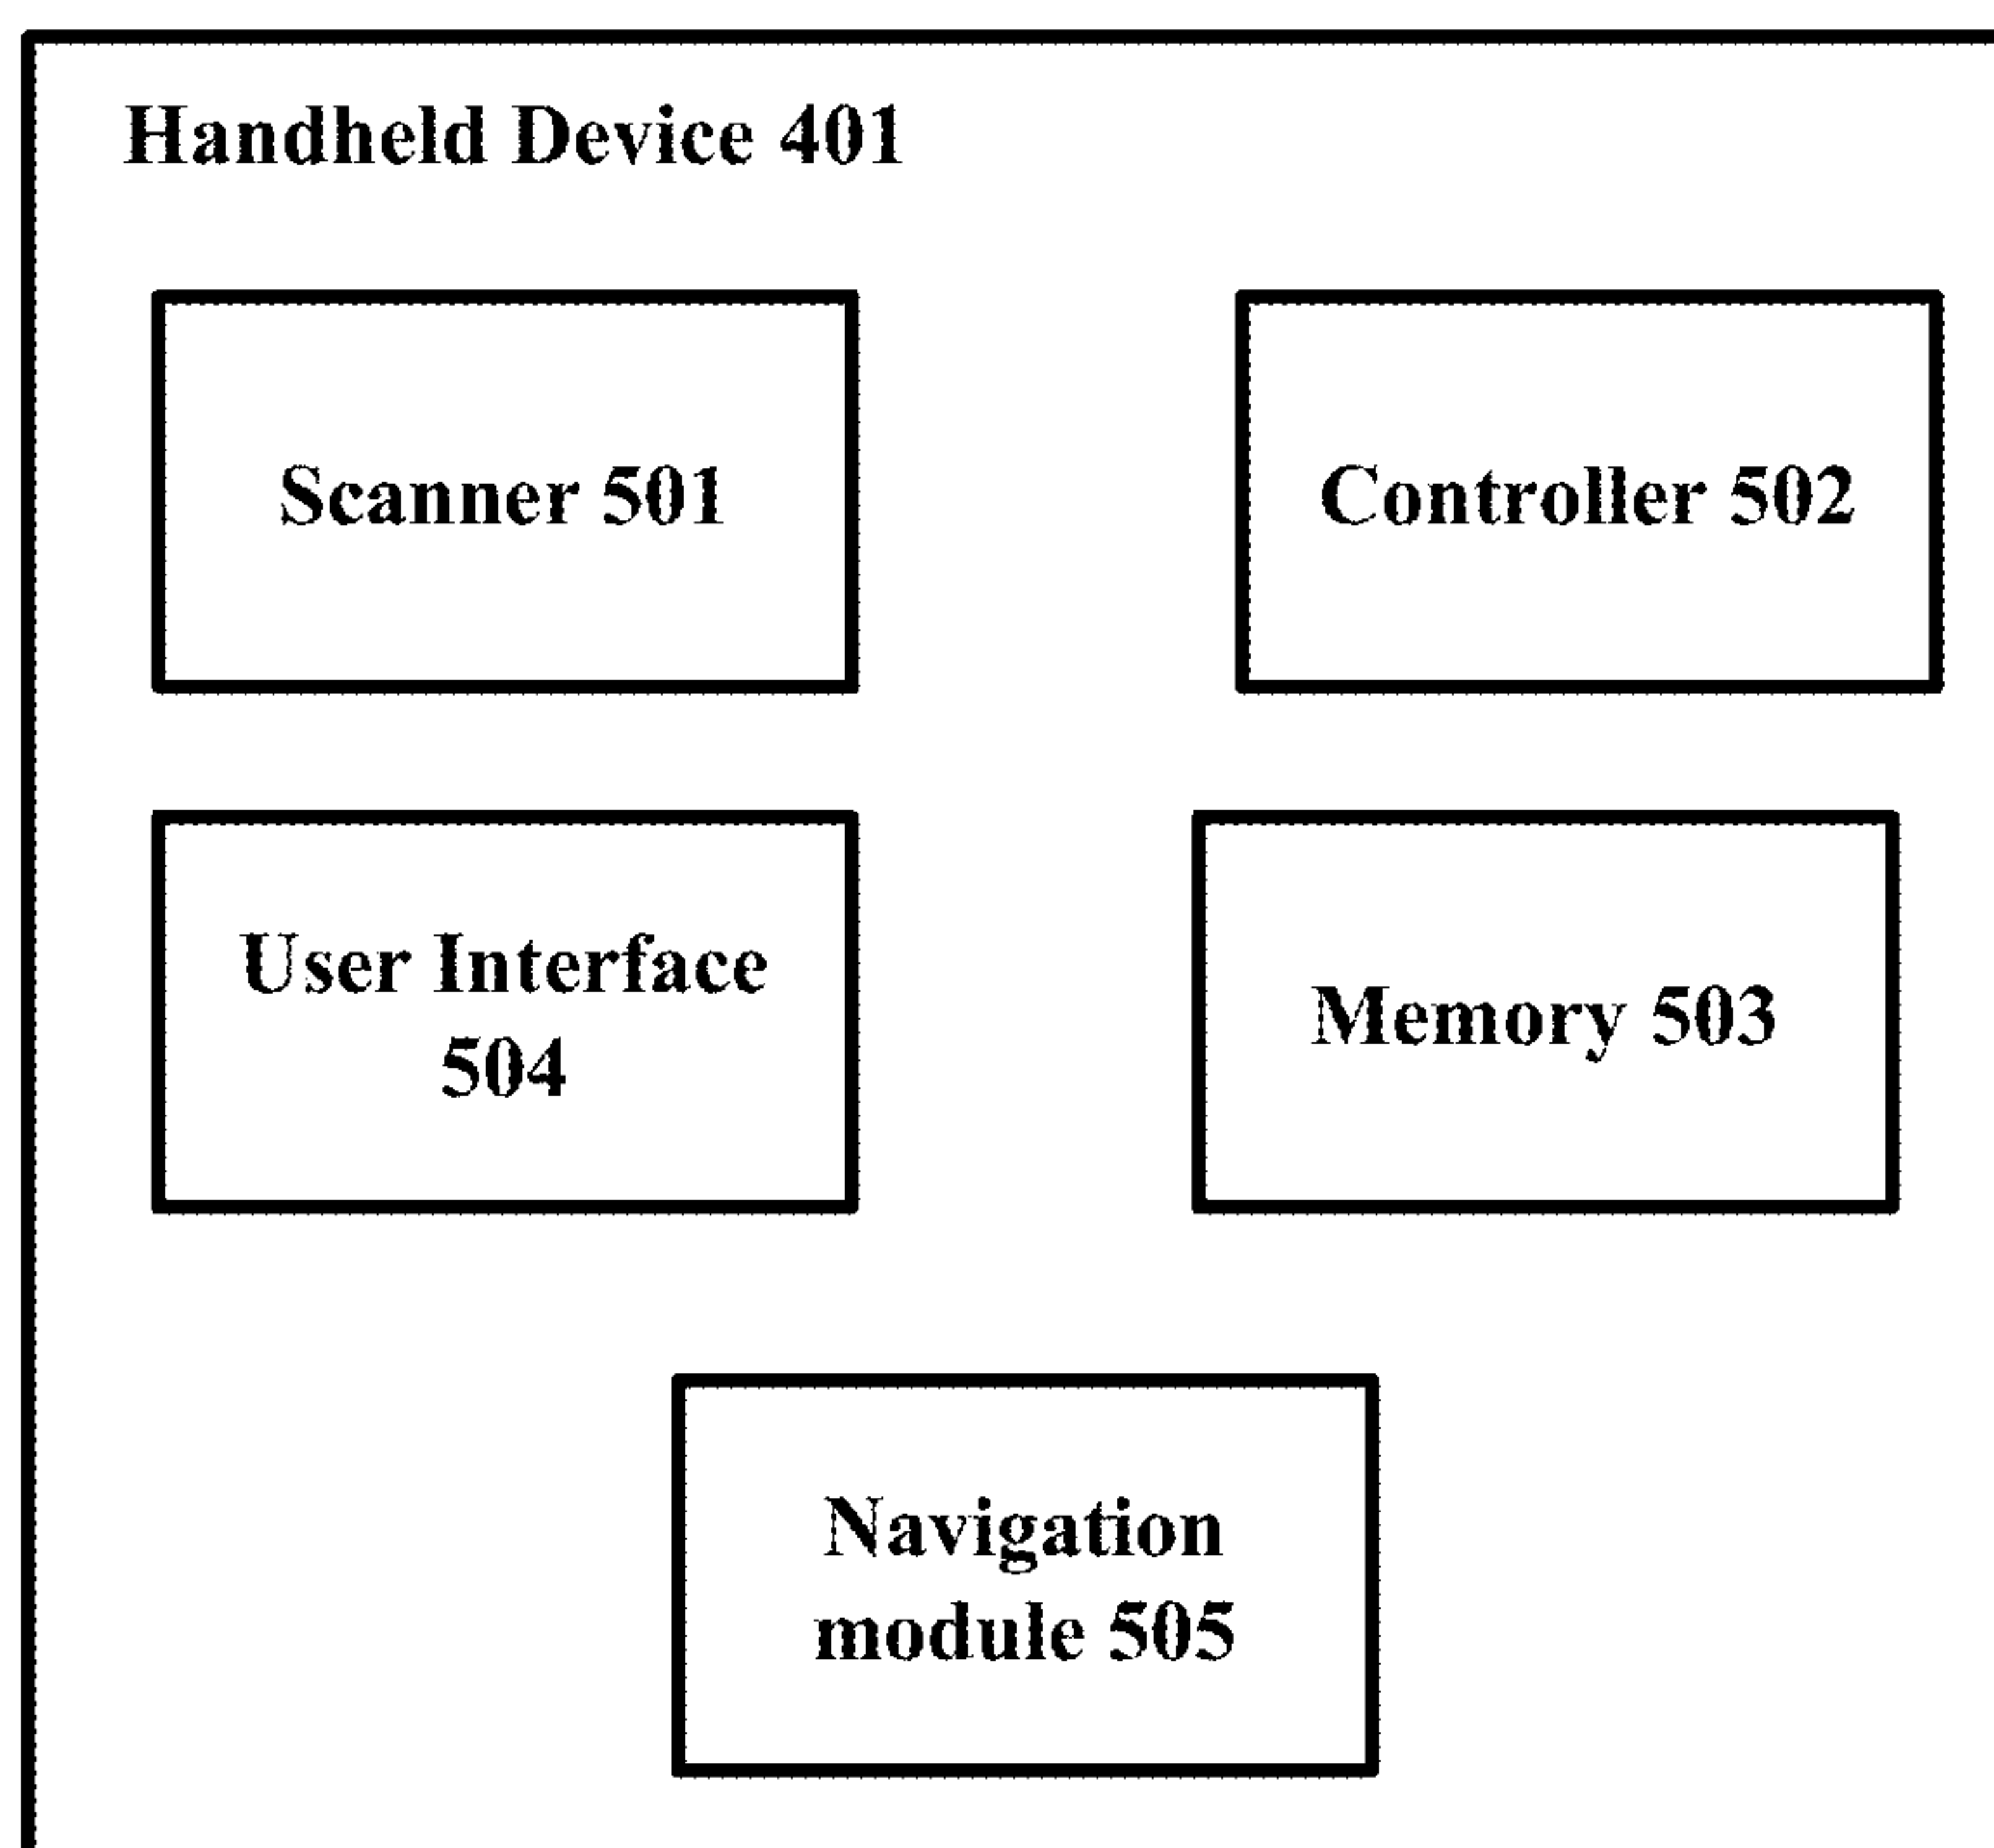 Handheld Device 401
Scanner 501
Controller 502
User Interface
504
Memory 503
Navigation
module 505